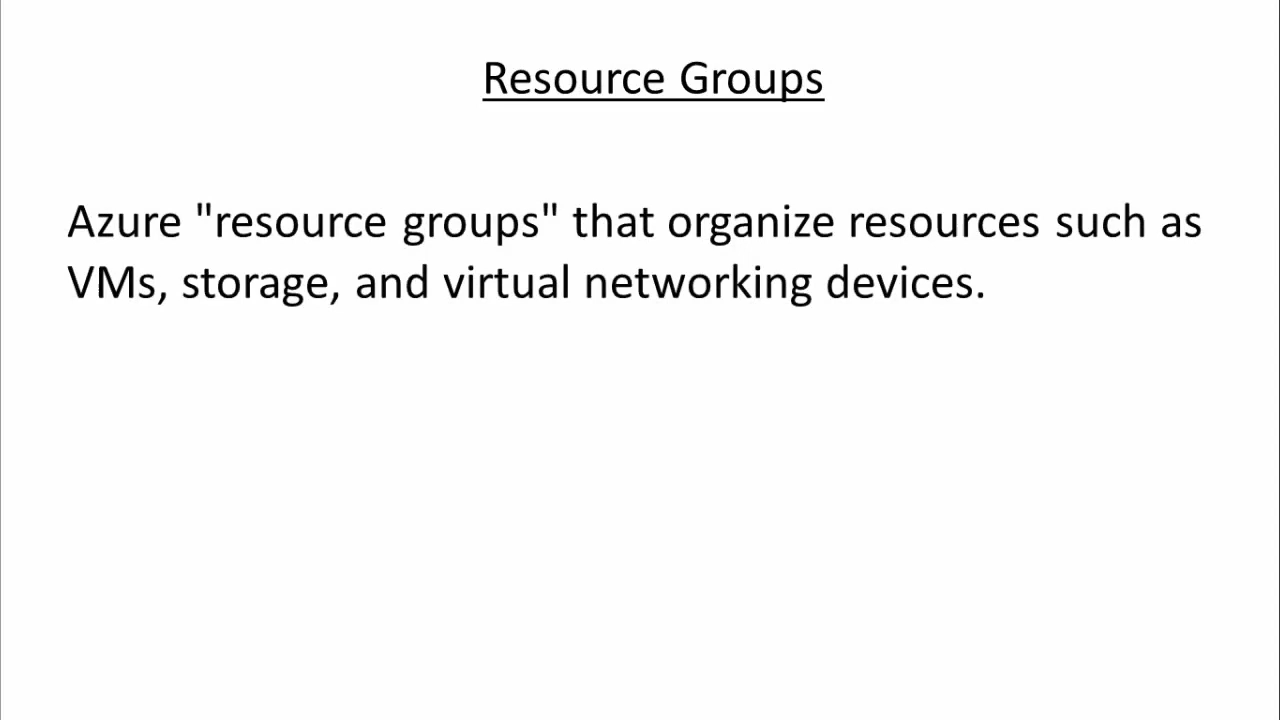 Resource Groups
Azure "resource groups" that organize resources such as
VMs, storage, and virtual networking devices.